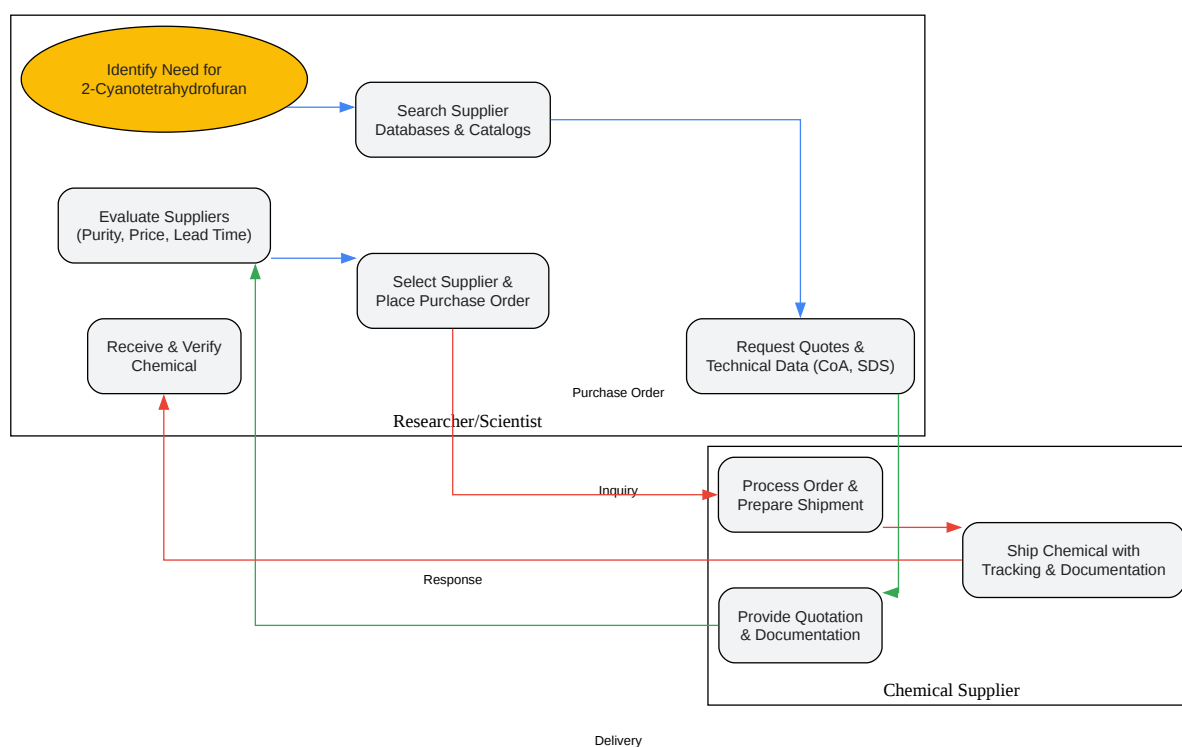 Identify Need for
2-Cyanotetrahydrofuran
Search Supplier
Databases & Catalogs
Evaluate Suppliers
(Purity, Price, Lead Time)
Select Supplier &
Place Purchase Order
Receive & Verify
Chemical
Request Quotes &
Technical Data (CoA, SDS)
Purchase Order
Researcher/Scientist
Process Order &
Prepare Shipment
Inquiry
Ship Chemical with
Tracking & Documentation
Response
Provide Quotation
& Documentation
Chemical Supplier
Delivery